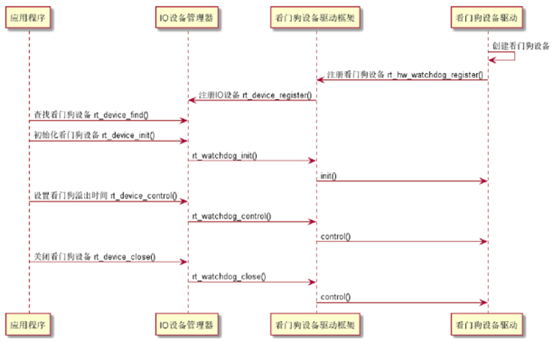 应用程序
IO设备管理器
看门狗设备驱动框架
看门狗设备驱动
创建看门狗设备
注册看门狗设备 rt_hw_watchdog_register()
注册IO设备 rt_device_register()
查找看门狗设备 rt_device_find()
初始化看门狗设备 rt_device_init()
rt_watchdog_init()
init()
设置看门狗溢出时间 rt_device_control()
rt_watchdog_control()
control()
关闭看门狗设备 rt_device_close()
rt_watchdog_close()
control()
应用程序
IO设备管理器
看门狗设备驱动框架
看门狗设备驱动